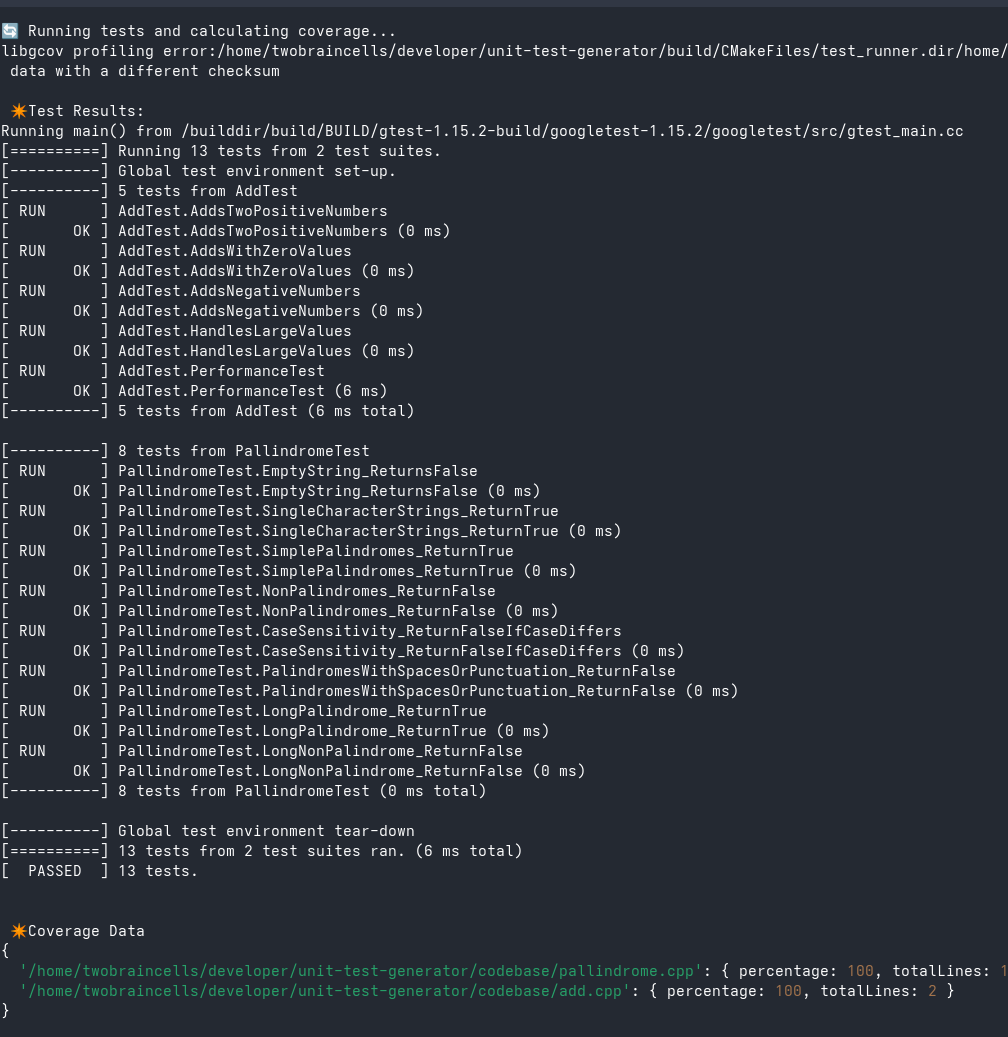 🔄 Running tests and calculating coverage...
libgcov profiling error:/home/twobraincells/developer/unit-test-generator/build/CMakeFiles/test_runner.dir/home/
data with a different checksum
✴Test Results:
Running main() from /builddir/build/BUILD/gtest-1.15.2-build/googletest-1.15.2/googletest/src/gtest_main.cc
[==========] Running 13 tests from 2 test suites.
[----------] Global test environment set-up.
[----------] 5 tests from AddTest
[ RUN      ] AddTest.AddsTwoPositiveNumbers
[       OK ] AddTest.AddsTwoPositiveNumbers (0 ms)
[ RUN      ] AddTest.AddsWithZeroValues
[       OK ] AddTest.AddsWithZeroValues (0 ms)
[ RUN      ] AddTest.AddsNegativeNumbers
[       OK ] AddTest.AddsNegativeNumbers (0 ms)
[ RUN      ] AddTest.HandlesLargeValues
[       OK ] AddTest.HandlesLargeValues (0 ms)
[ RUN      ] AddTest.PerformanceTest
[       OK ] AddTest.PerformanceTest (6 ms)
[----------] 5 tests from AddTest (6 ms total)
[----------] 8 tests from PallindromeTest
[ RUN      ] PallindromeTest.EmptyString_ReturnsFalse
[       OK ] PallindromeTest.EmptyString_ReturnsFalse (0 ms)
[ RUN      ] PallindromeTest.SingleCharacterStrings_ReturnTrue
[       OK ] PallindromeTest.SingleCharacterStrings_ReturnTrue (0 ms)
[ RUN      ] PallindromeTest.SimplePalindromes_ReturnTrue
[       OK ] PallindromeTest.SimplePalindromes_ReturnTrue (0 ms)
[ RUN      ] PallindromeTest.NonPalindromes_ReturnFalse
[       OK ] PallindromeTest.NonPalindromes_ReturnFalse (0 ms)
[ RUN      ] PallindromeTest.CaseSensitivity_ReturnFalseIfCaseDiffers
[       OK ] PallindromeTest.CaseSensitivity_ReturnFalseIfCaseDiffers (0 ms)
[ RUN      ] PallindromeTest.PalindromesWithSpacesOrPunctuation_ReturnFalse
[       OK ] PallindromeTest.PalindromesWithSpacesOrPunctuation_ReturnFalse (0 ms)
[ RUN      ] PallindromeTest.LongPalindrome_ReturnTrue
[       OK ] PallindromeTest.LongPalindrome_ReturnTrue (0 ms)
[ RUN      ] PallindromeTest.LongNonPalindrome_ReturnFalse
[       OK ] PallindromeTest.LongNonPalindrome_ReturnFalse (0 ms)
[----------] 8 tests from PallindromeTest (0 ms total)
[----------] Global test environment tear-down
[==========] 13 tests from 2 test suites ran. (6 ms total)
[  PASSED  ] 13 tests.
✴Coverage Data
{
  '/home/twobraincells/developer/unit-test-generator/codebase/pallindrome.cpp': { percentage: 100, totalLines: 1
  '/home/twobraincells/developer/unit-test-generator/codebase/add.cpp': { percentage: 100, totalLines: 2 }
}